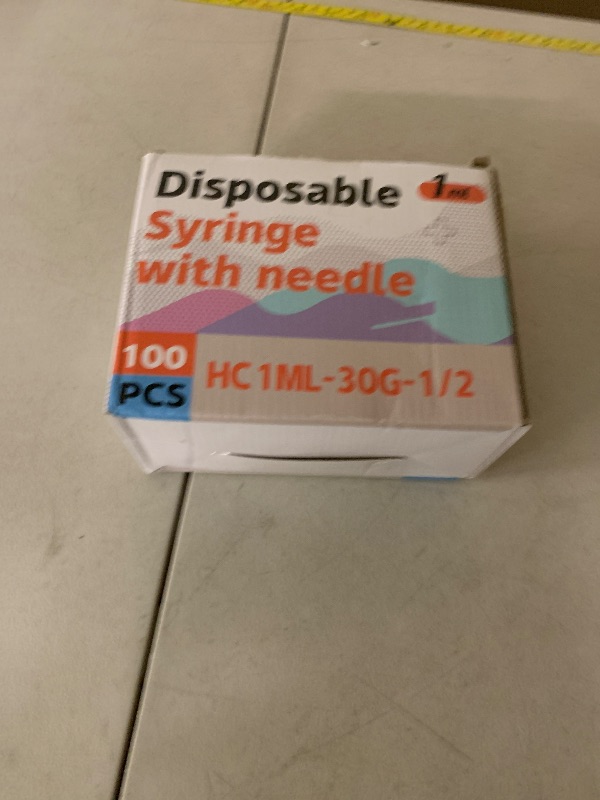 Disposable
1ml
Syringe
with needle
100
PCS
HC 1ML-30G-1/2